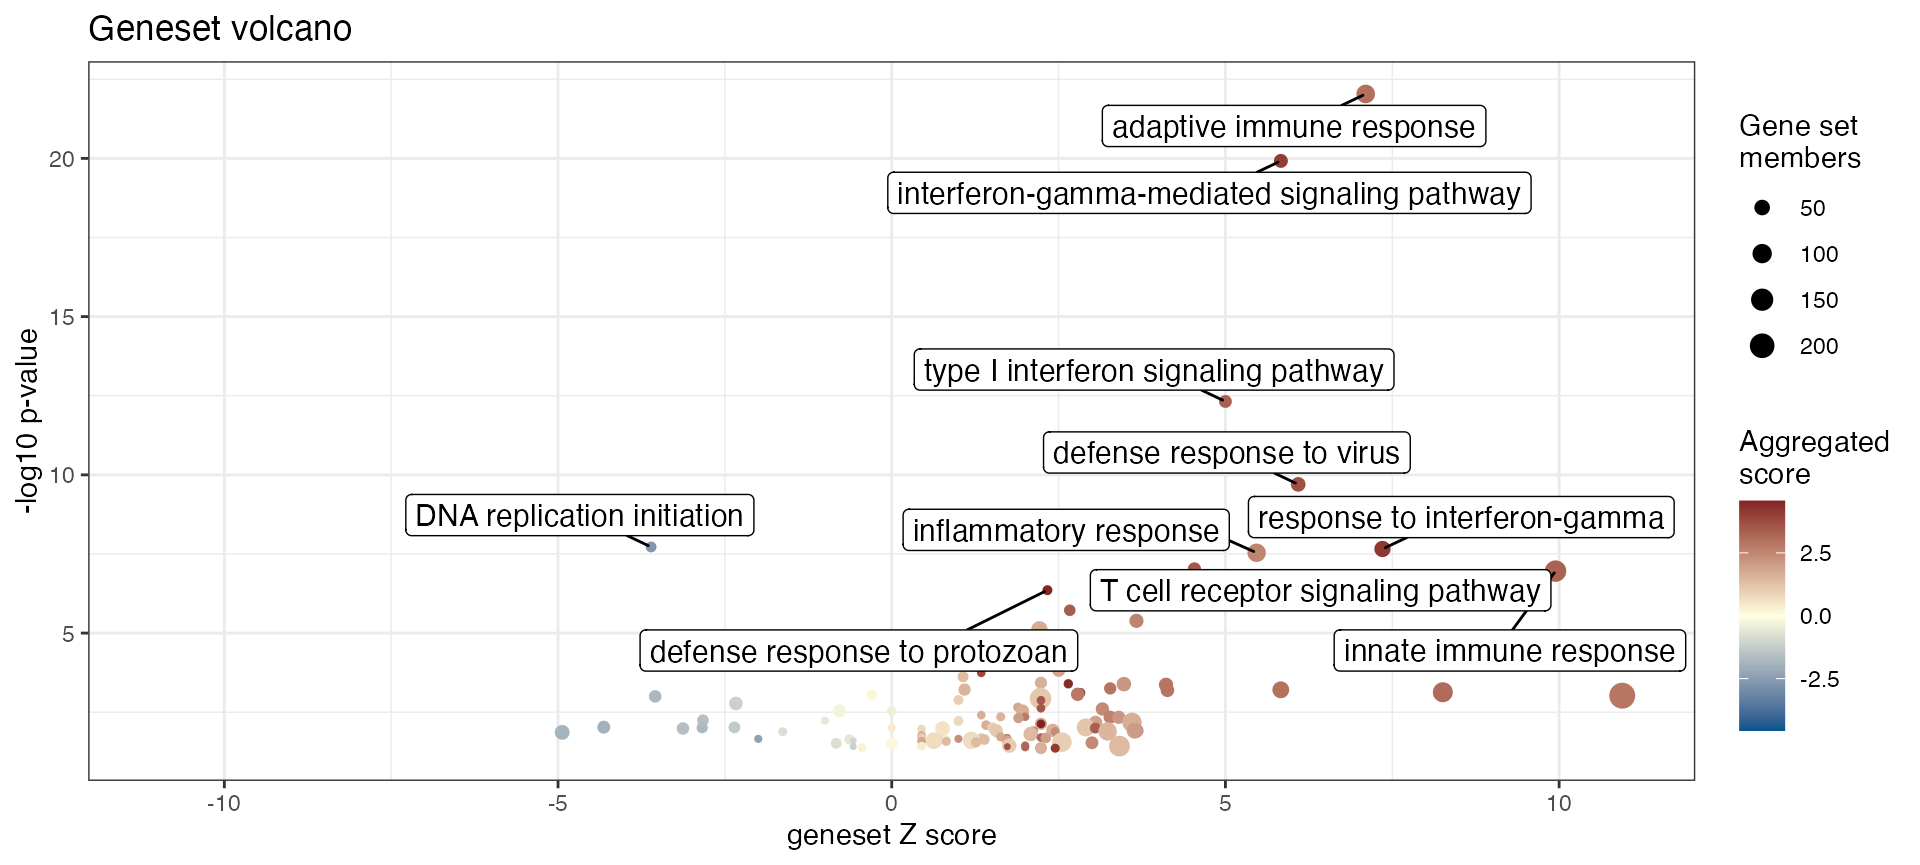 Geneset volcano
adaptive immune response
interferon-gamma-mediated signaling pathway
type I interferon signaling pathway
defense response to virus
DNA replication initiation
inflammatory response
response to interferon-gamma
T cell receptor signaling pathway
defense response to protozoan
innate immune response
20
15
10
5
-log10 p-value
-10
-5
0
5
10
geneset Z score
Gene set
members
50
100
150
200
Aggregated
score
2.5
0.0
-2.5